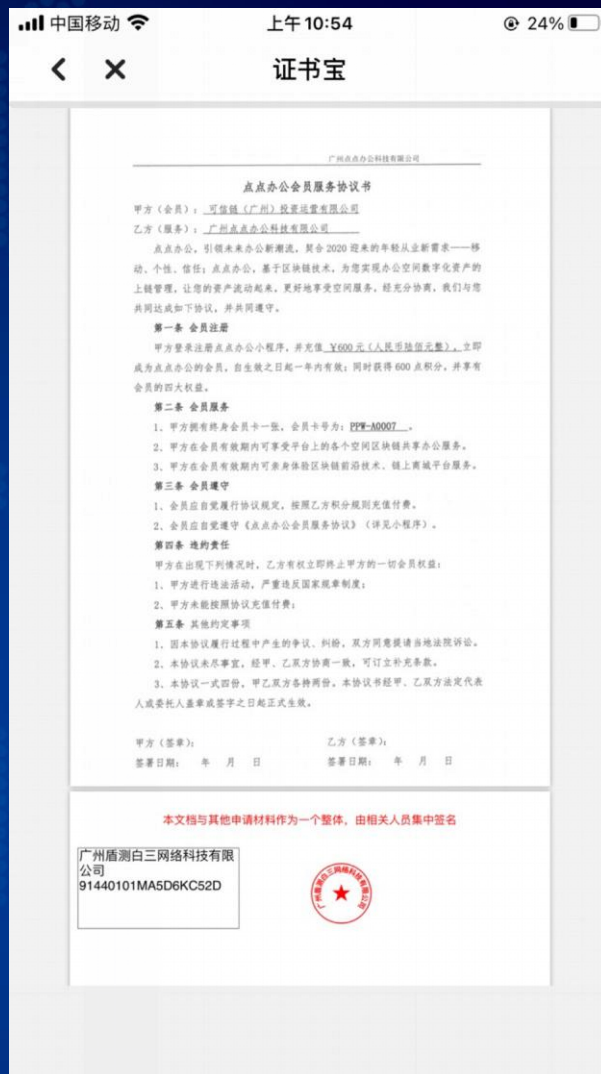 中国移动
上午10:54
24%
证书宝
广州点点办公科技有限公司
点点办公会员服务协议书
甲方（会员）：可信链（广州）投资运营有限公司
乙方（服务）：广州点点办公科技有限公司
点点办公，引领未来办公新潮流，契合 2020 迎来的年轻从业新需求——移
动、个性、信任；点点办公，基于区块链技术，为您实现办公空间数字化资产的
上链管理，让您的资产流动起来，更好地享受空间服务，经充分协商，我们与您
共同达成如下协议，并共同遵守。
第一条 会员注册
甲方登录注册点点办公小程序，并充值 ¥600 元（人民币陆佰元整），立即
成为点点办公的会员，自生效之日起一年内有效；同时获得 600 点积分，并享有
会员的四大权益。
第二条 会员服务
1、甲方拥有终身会员卡一张，会员卡号为：PPW-A0007 。
2、甲方在会员有效期内可享受平台上的各个空间区块链共享办公服务。
3、甲方在会员有效期内可亲身体验区块链前沿技术、链上商城平台服务。
第三条 会员遵守
1、会员应自觉履行协议规定，按照乙方积分规则充值付费。
2、会员应自觉遵守《点点办公会员服务协议》（详见小程序）。
第四条 违约责任
甲方在出现下列情况时，乙方有权立即终止甲方的一切会员权益：
1、甲方进行违法活动，严重违反国家规章制度；
2、甲方未能按照协议充值付费；
第五条 其他约定事项
1、因本协议履行过程中产生的争议、纠纷，双方同意提请当地法院诉讼。
2、本协议未尽事宜，经甲、乙双方协商一致，可订立补充条款。
3、本协议一式四份，甲乙双方各持两份。本协议书经甲、乙双方法定代表
人或委托人盖章或签字之日起正式生效。
甲方（签章）： 乙方（签章）：
签署日期： 年 月 日 签署日期： 年 月 日
本文档与其他申请材料作为一个整体，由相关人员集中签名
广州盾测白三网络科技有限
公司
91440101MA5D6KC52D
广州盾测白三网络科技有限公司